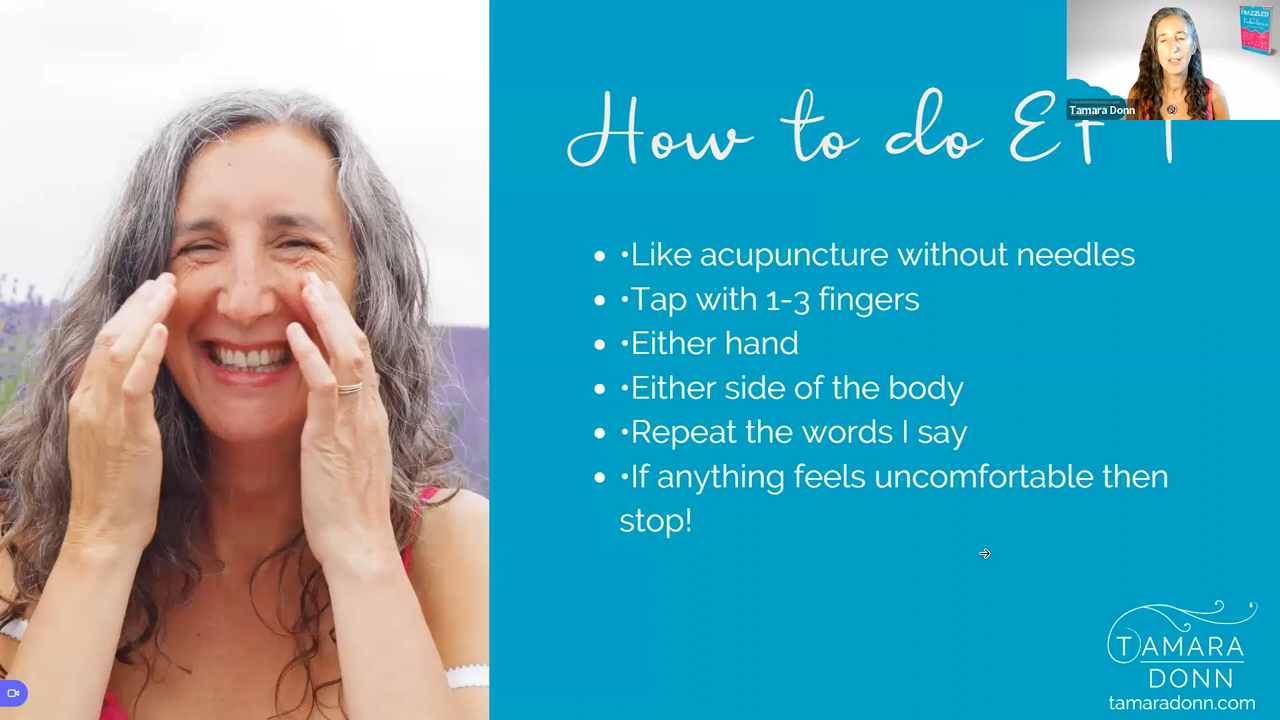 How to do EFT
• •Like acupuncture without needles
• •Tap with 1-3 fingers
• •Either hand
• •Either side of the body
• •Repeat the words I say
• •If anything feels uncomfortable then
stop!
Tamara Donn
FRAZZLED
TAMARA
DONN
tamaradonn.com